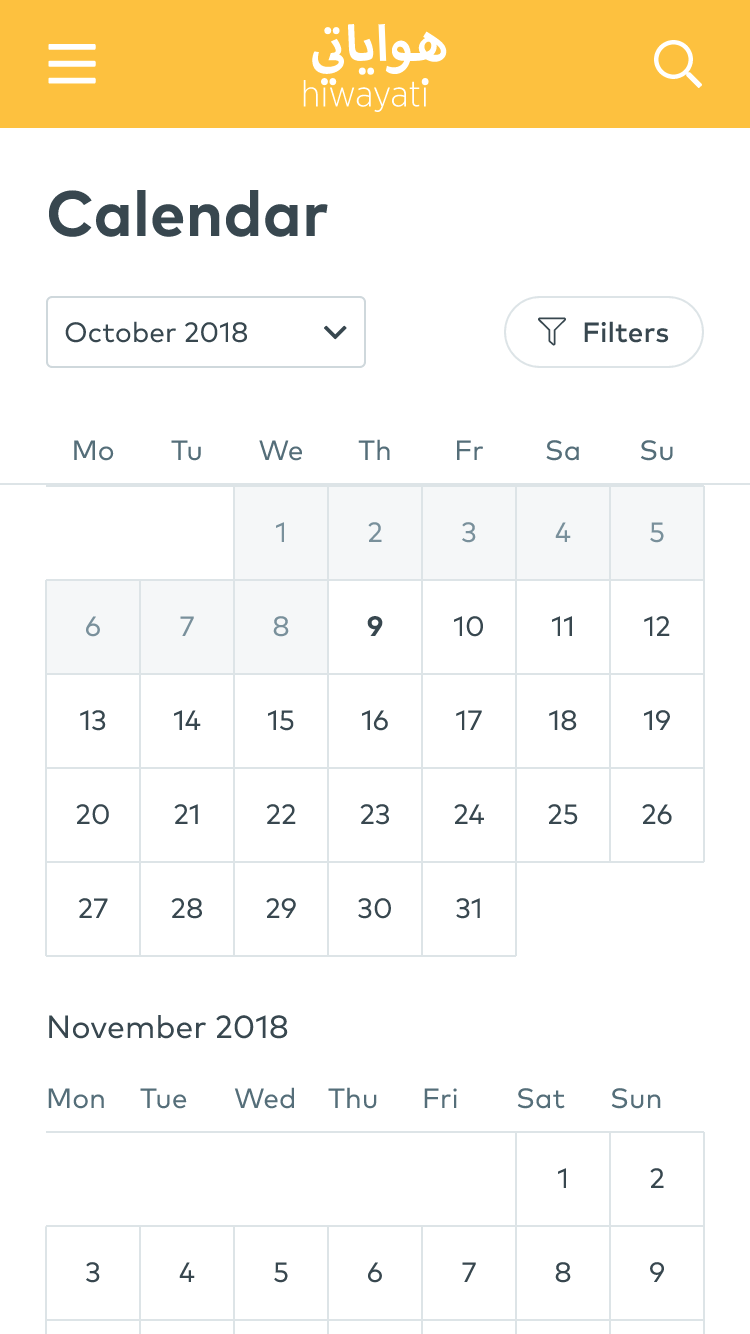 هواياتي
hiwayati
Calendar
October 2018
Filters
Mo Tu We Th Fr Sa Su
1 2 3 4 5
6 7 8 9 10 11 12
13 14 15 16 17 18 19
20 21 22 23 24 25 26
27 28 29 30 31
November 2018
Mon Tue Wed Thu Fri Sat Sun
1 2
3 4 5 6 7 8 9